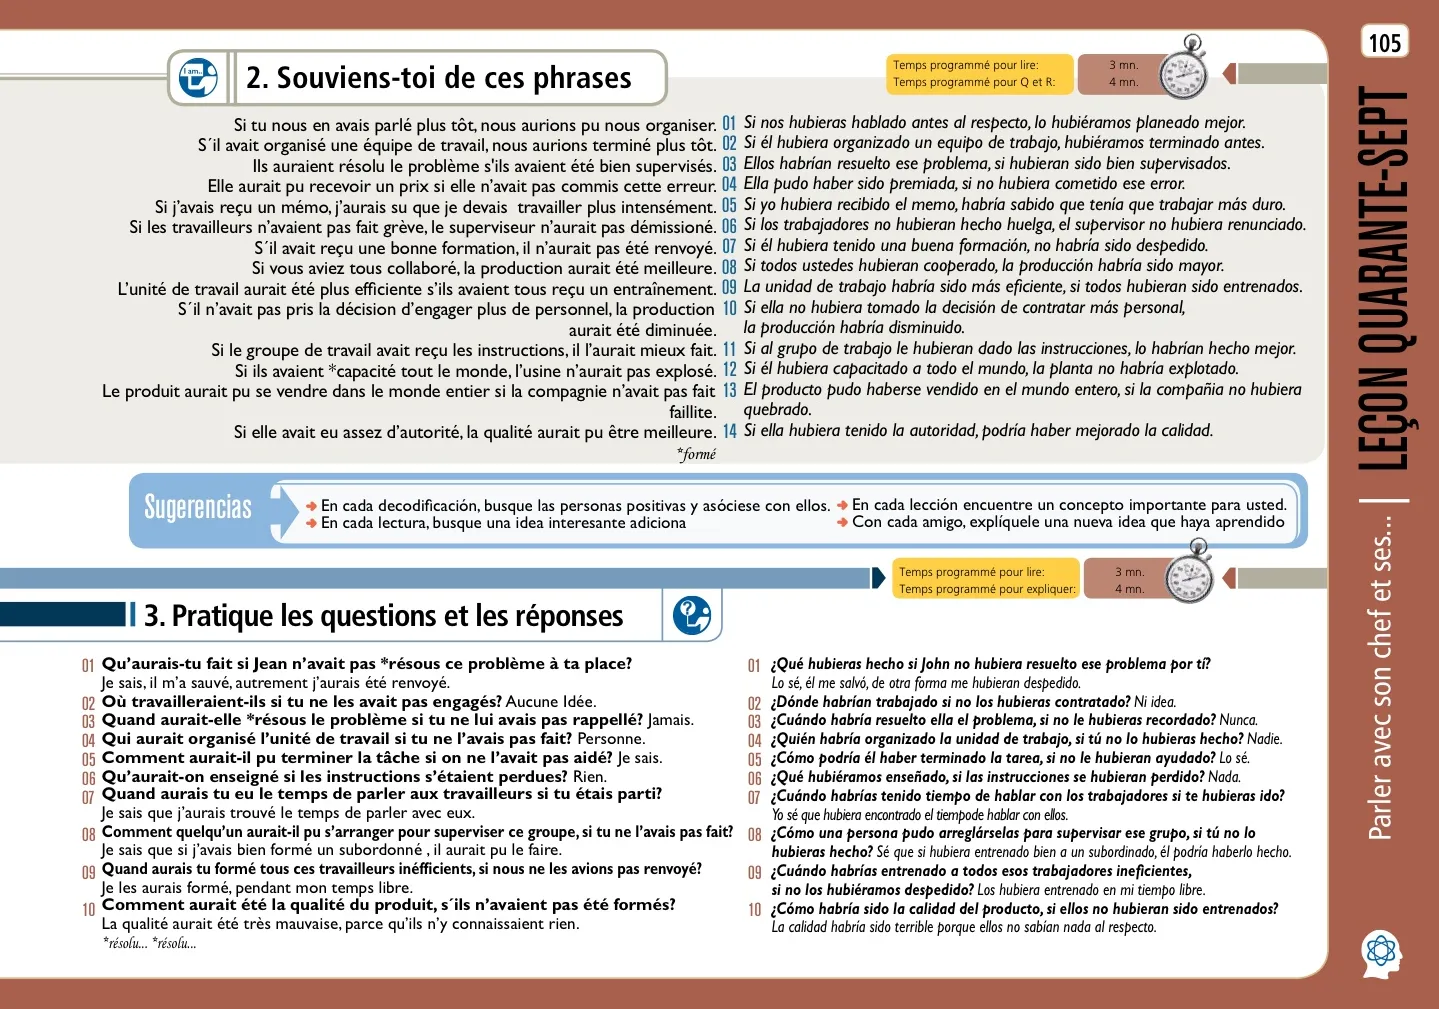 105
I am...
2. Souviens-toi de ces phrases
Temps programmé pour lire: 3 mn.
Temps programmé pour Q et R: 4 mn.
Si tu nous en avais parlé plus tôt, nous aurions pu nous organiser. 01 Si nos hubieras hablado antes al respecto, lo hubiéramos planeado mejor.
S´il avait organisé une équipe de travail, nous aurions terminé plus tôt. 02 Si él hubiera organizado un equipo de trabajo, hubiéramos terminado antes.
Ils auraient résolu le problème s'ils avaient été bien supervisés. 03 Ellos habrían resuelto ese problema, si hubieran sido bien supervisados.
Elle aurait pu recevoir un prix si elle n’avait pas commis cette erreur. 04 Ella pudo haber sido premiada, si no hubiera cometido ese error.
Si j’avais reçu un mémo, j’aurais su que je devais travailler plus intensément. 05 Si yo hubiera recibido el memo, habría sabido que tenía que trabajar más duro.
Si les travailleurs n’avaient pas fait grève, le superviseur n’aurait pas démissioné. 06 Si los trabajadores no hubieran hecho huelga, el supervisor no hubiera renunciado.
S´il avait reçu une bonne formation, il n’aurait pas été renvoyé. 07 Si él hubiera tenido una buena formación, no habría sido despedido.
Si vous aviez tous collaboré, la production aurait été meilleure. 08 Si todos ustedes hubieran cooperado, la producción habría sido mayor.
L’unité de travail aurait été plus efficiente s’ils avaient tous reçu un entraînement. 09 La unidad de trabajo habría sido más eficiente, si todos hubieran sido entrenados.
S´il n’avait pas pris la décision d’engager plus de personnel, la production 10 Si ella no hubiera tomado la decisión de contratar más personal,
aurait été diminuée. la producción habría disminuido.
Si le groupe de travail avait reçu les instructions, il l’aurait mieux fait. 11 Si al grupo de trabajo le hubieran dado las instrucciones, lo habrían hecho mejor.
Si ils avaient *capacité tout le monde, l’usine n’aurait pas explosé. 12 Si él hubiera capacitado a todo el mundo, la planta no habría explotado.
Le produit aurait pu se vendre dans le monde entier si la compagnie n’avait pas fait 13 El producto pudo haberse vendido en el mundo entero, si la compañia no hubiera
faillite. quebrado.
Si elle avait eu assez d’autorité, la qualité aurait pu être meilleure. 14 Si ella hubiera tenido la autoridad, podría haber mejorado la calidad.
*formé
Sugerencias
En cada decodificación, busque las personas positivas y asóciese con ellos.
En cada lectura, busque una idea interesante adiciona
En cada lección encuentre un concepto importante para usted.
Con cada amigo, explíquele una nueva idea que haya aprendido
Temps programmé pour lire: 3 mn.
Temps programmé pour expliquer: 4 mn.
3. Pratique les questions et les réponses
?
01 Qu’aurais-tu fait si Jean n’avait pas *résous ce problème à ta place?
Je sais, il m’a sauvé, autrement j’aurais été renvoyé.
02 Où travailleraient-ils si tu ne les avait pas engagés? Aucune Idée.
03 Quand aurait-elle *résous le problème si tu ne lui avais pas rappellé? Jamais.
04 Qui aurait organisé l’unité de travail si tu ne l’avais pas fait? Personne.
05 Comment aurait-il pu terminer la tâche si on ne l’avait pas aidé? Je sais.
06 Qu’aurait-on enseigné si les instructions s’étaient perdues? Rien.
07 Quand aurais tu eu le temps de parler aux travailleurs si tu étais parti?
Je sais que j’aurais trouvé le temps de parler avec eux.
08 Comment quelqu’un aurait-il pu s’arranger pour superviser ce groupe, si tu ne l’avais pas fait?
Je sais que si j’avais bien formé un subordonné , il aurait pu le faire.
09 Quand aurais tu formé tous ces travailleurs inéfficients, si nous ne les avions pas renvoyé?
Je les aurais formé, pendant mon temps libre.
10 Comment aurait été la qualité du produit, s´ils n’avaient pas été formés?
La qualité aurait été très mauvaise, parce qu’ils n’y connaissaient rien.
*résolu... *résolu...
01 ¿Qué hubieras hecho si John no hubiera resuelto ese problema por tí?
Lo sé, él me salvó, de otra forma me hubieran despedido.
02 ¿Dónde habrían trabajado si no los hubieras contratado? Ni idea.
03 ¿Cuándo habría resuelto ella el problema, si no le hubieras recordado? Nunca.
04 ¿Quién habría organizado la unidad de trabajo, si tú no lo hubieras hecho? Nadie.
05 ¿Cómo podría él haber terminado la tarea, si no le hubieran ayudado? Lo sé.
06 ¿Qué hubiéramos enseñado, si las instrucciones se hubieran perdido? Nada.
07 ¿Cuándo habrías tenido tiempo de hablar con los trabajadores si te hubieras ido?
Yo sé que hubiera encontrado el tiempode hablar con ellos.
08 ¿Cómo una persona pudo arreglárselas para supervisar ese grupo, si tú no lo
hubieras hecho? Sé que si hubiera entrenado bien a un subordinado, él podría haberlo hecho.
09 ¿Cuándo habrías entrenado a todos esos trabajadores ineficientes,
si no los hubiéramos despedido? Los hubiera entrenado en mi tiempo libre.
10 ¿Cómo habría sido la calidad del producto, si ellos no hubieran sido entrenados?
La calidad habría sido terrible porque ellos no sabían nada al respecto.
LEÇON QUARANTE-SEPT
Parler avec son chef et ses...